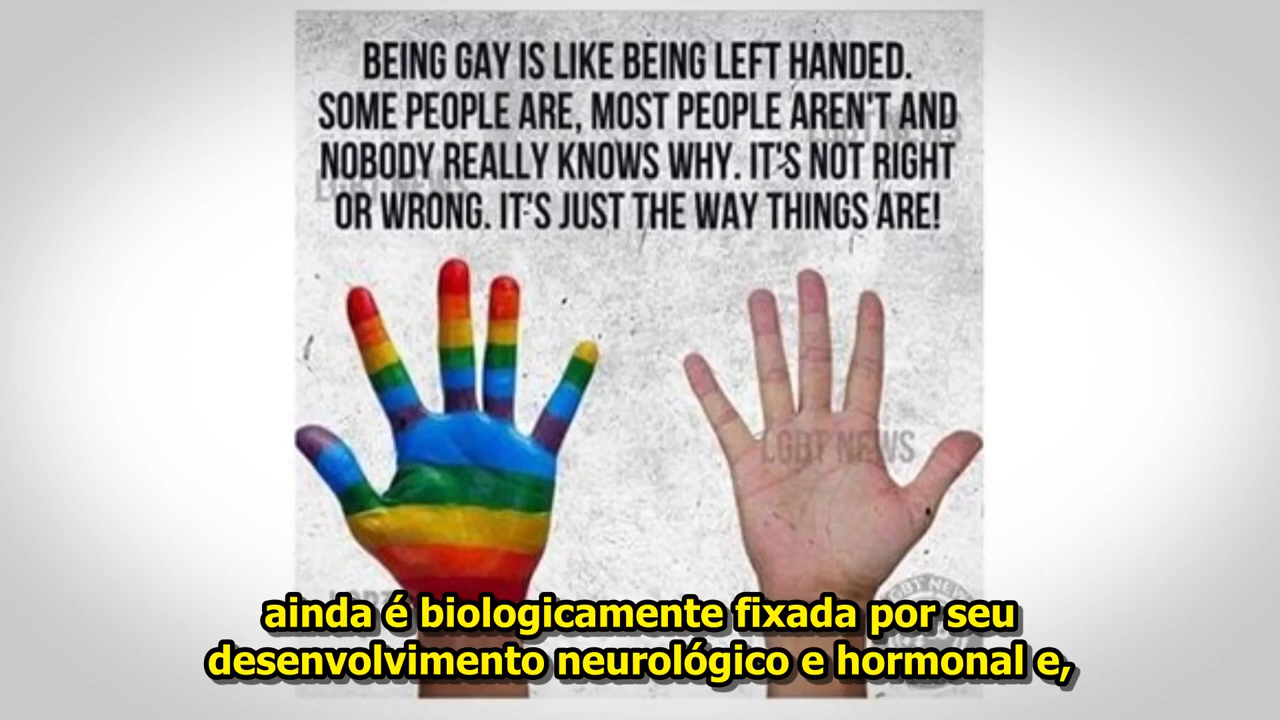 BEING GAY IS LIKE BEING LEFT HANDED.
SOME PEOPLE ARE, MOST PEOPLE AREN'T AND
NOBODY REALLY KNOWS WHY. IT'S NOT RIGHT
OR WRONG. IT'S JUST THE WAY THINGS ARE!
LGBT NEWS
ainda é biologicamente fixada por seu
desenvolvimento neurológico e hormonal e,